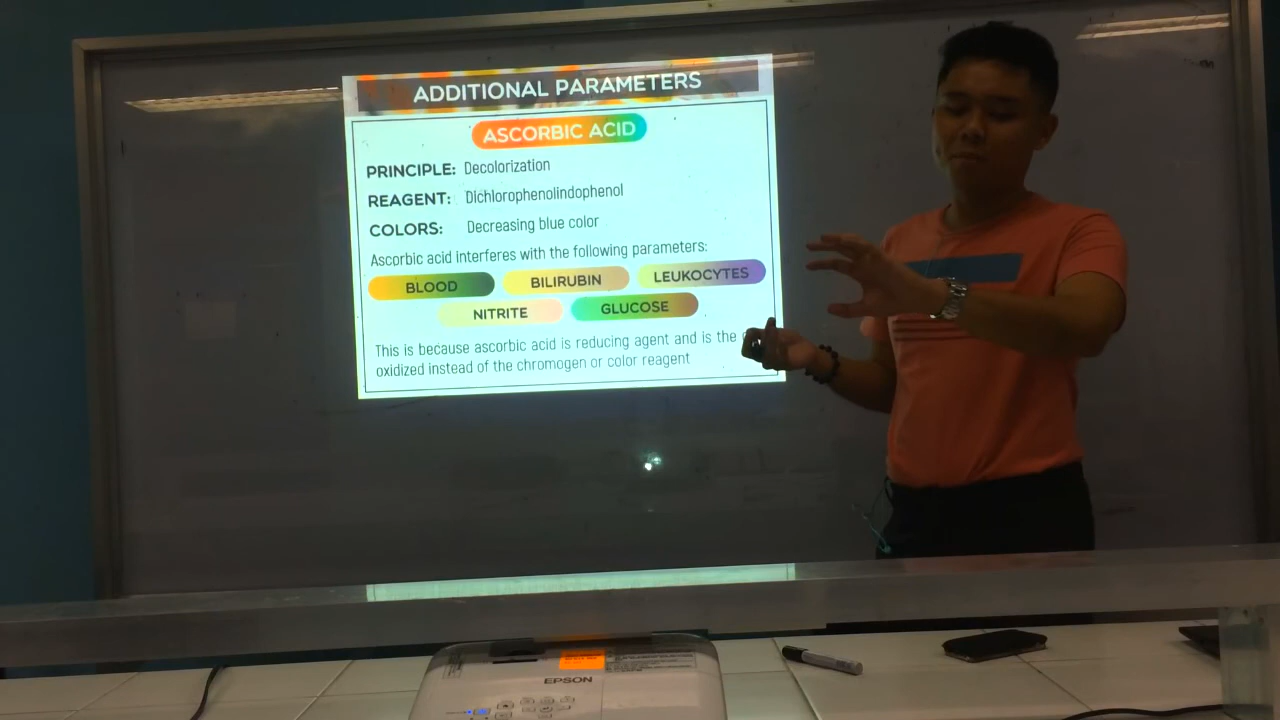 ADDITIONAL PARAMETERS
ASCORBIC ACID
PRINCIPLE: Decolorization
REAGENT: Dichlorophenolindophenol
COLORS: Decreasing blue color
Ascorbic acid interferes with the following parameters:
BLOOD BILIRUBIN LEUKOCYTES
NITRITE GLUCOSE
This is because ascorbic acid is reducing agent and is the
oxidized instead of the chromogen or color reagent
EPSON